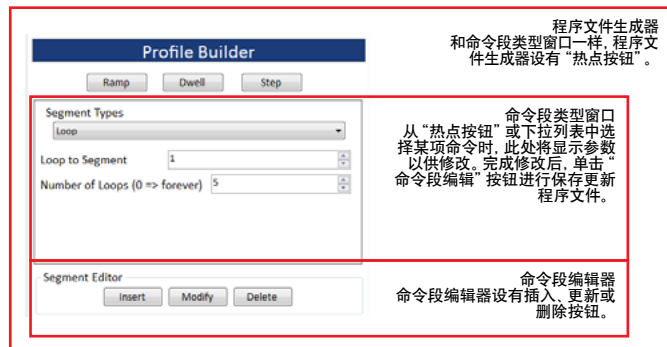 程序文件生成器
和命令段类型窗口一样，程序文
件生成器设有“热点按钮”。
Profile Builder
Ramp Dwell Step
Segment Types
Loop
Loop to Segment 1
Number of Loops (0 => forever) 5
命令段类型窗口
从“热点按钮”或下拉列表中选
择某项命令时，此处将显示参数
以供修改。完成修改后，单击“
命令段编辑”按钮进行保存更新
程序文件。
Segment Editor
Insert Modify Delete
命令段编辑器
命令段编辑器设有插入、更新或
删除按钮。